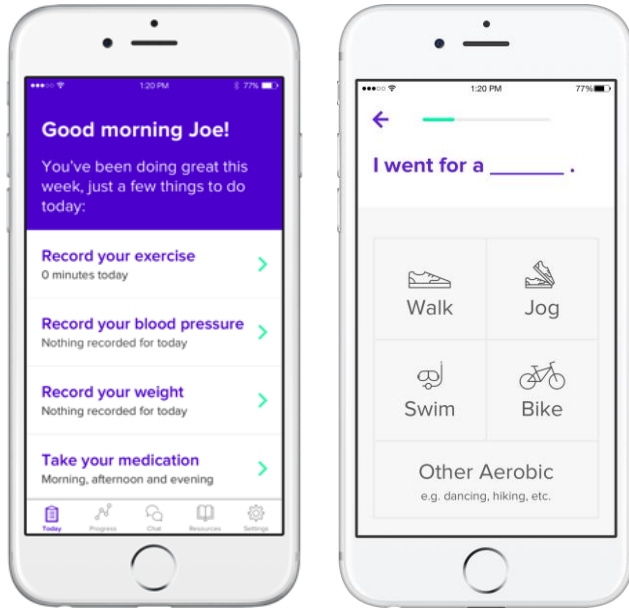 1:20 PM
77%
Good morning Joe!
You've been doing great this
week, just a few things to do
today:
Record your exercise
0 minutes today
Record your blood pressure
Nothing recorded for today
Record your weight
Nothing recorded for today
Take your medication
Morning, afternoon and evening
Today Progress Chat Resources Settings
1:20 PM
77%
I went for a ______ .
Walk
Jog
Swim
Bike
Other Aerobic
e.g. dancing, hiking, etc.